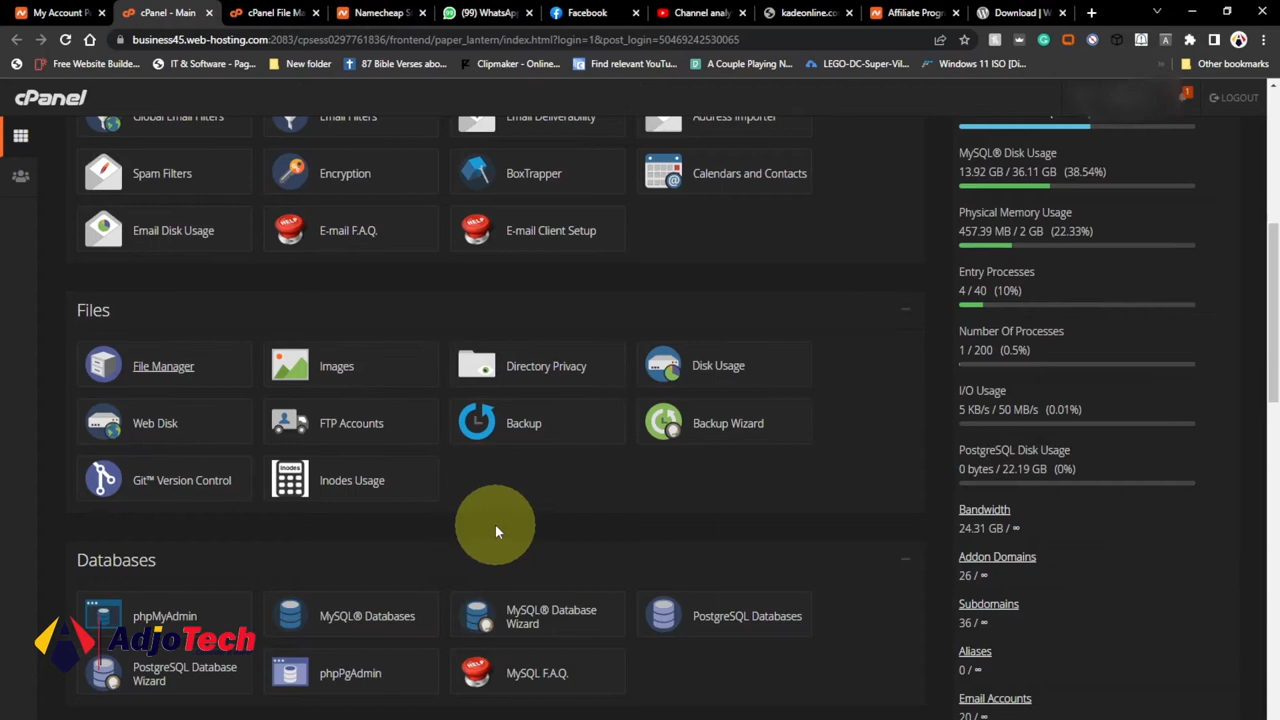 My Account P
cPanel - Main
cPanel File M
Namecheap S
(99) WhatsApp
Facebook
Channel analy
kadeonline.c
Affiliate Prog
Download | W
business45.web-hosting.com:2083/cpsess0297761836/frontend/paper_lantern/index.html?login=1&post_login=50469242530065
Free Website Builde...
IT & Software - Pag...
New folder
87 Bible Verses abo...
Clipmaker - Online...
Find relevant YouTu...
A Couple Playing N...
LEGO-DC-Super-Vil...
Windows 11 ISO [Di...
Other bookmarks
cPanel
1
LOGOUT
Global Email Filters
Email Filters
Email Deliverability
Address Importer
Spam Filters
Encryption
BoxTrapper
Calendars and Contacts
Email Disk Usage
HELP
E-mail F.A.Q.
HELP
E-mail Client Setup
Files
File Manager
Images
Directory Privacy
Disk Usage
Web Disk
FTP Accounts
Backup
Backup Wizard
Git™ Version Control
Inodes
Inodes Usage
Databases
phpMyAdmin
MySQL® Databases
MySQL® Database
Wizard
PostgreSQL Databases
PostgreSQL Database
Wizard
phpPgAdmin
HELP
MySQL F.A.Q.
AdjoTech
MySQL® Disk Usage
13.92 GB / 36.11 GB (38.54%)
Physical Memory Usage
457.39 MB / 2 GB (22.33%)
Entry Processes
4 / 40 (10%)
Number Of Processes
1 / 200 (0.5%)
I/O Usage
5 KB/s / 50 MB/s (0.01%)
PostgreSQL Disk Usage
0 bytes / 22.19 GB (0%)
Bandwidth
24.31 GB / ∞
Addon Domains
26 / ∞
Subdomains
36 / ∞
Aliases
0 / ∞
Email Accounts
20 / ∞